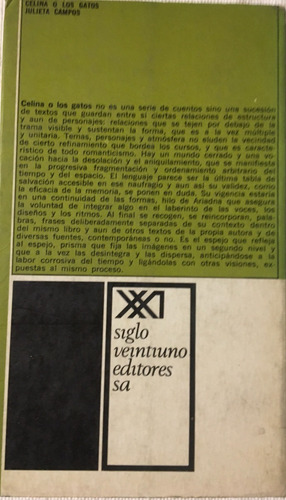 CELINA O LOS GATOS
JULIETA CAMPOS
Celina o los gatos no es una serie de cuentos sino una sucesión
de textos que guardan entre sí ciertas relaciones de estructura
y aun de personajes: relaciones que se tejen por debajo de la
trama visible y sustentan la forma, que es a la vez múltiple
y unitaria. Temas, personajes y atmósfera no eluden la vecindad
de cierto refinamiento que bordea los cursos, y que es caracte-
rístico de todo romanticismo. Hay un mundo cerrado y una vo-
cación hacia la desolación y el aniquilamiento, que se manifiesta
en la progresiva fragmentación y ordenamiento arbitrario del
tiempo y del espacio. El lenguaje parece ser la última tabla de
salvación accesible en ese naufragio y aun así su validez, como
la eficacia de la memoria, se ponen en duda. Su vigencia estaría
en una continuidad de las formas, hilo de Ariadna que asegura
la voluntad de integrar algo en el laberinto de las voces, los
diseños y los ritmos. Al final se recogen, se reincorporan, pala-
bras, frases deliberadamente separadas de su contexto dentro
del mismo libro y aun de otros textos de la propia autora y de
diversas fuentes, contemporáneas o no. Es el espejo que refleja
al espejo, prisma que fija las imágenes en un segundo nivel y
que a la vez las desintegra y las dispersa, anticipándose a la
labor corrosiva del tiempo y ligándolas con otras visiones, ex-
puestas al mismo proceso.
siglo
veintiuno
editores
sa